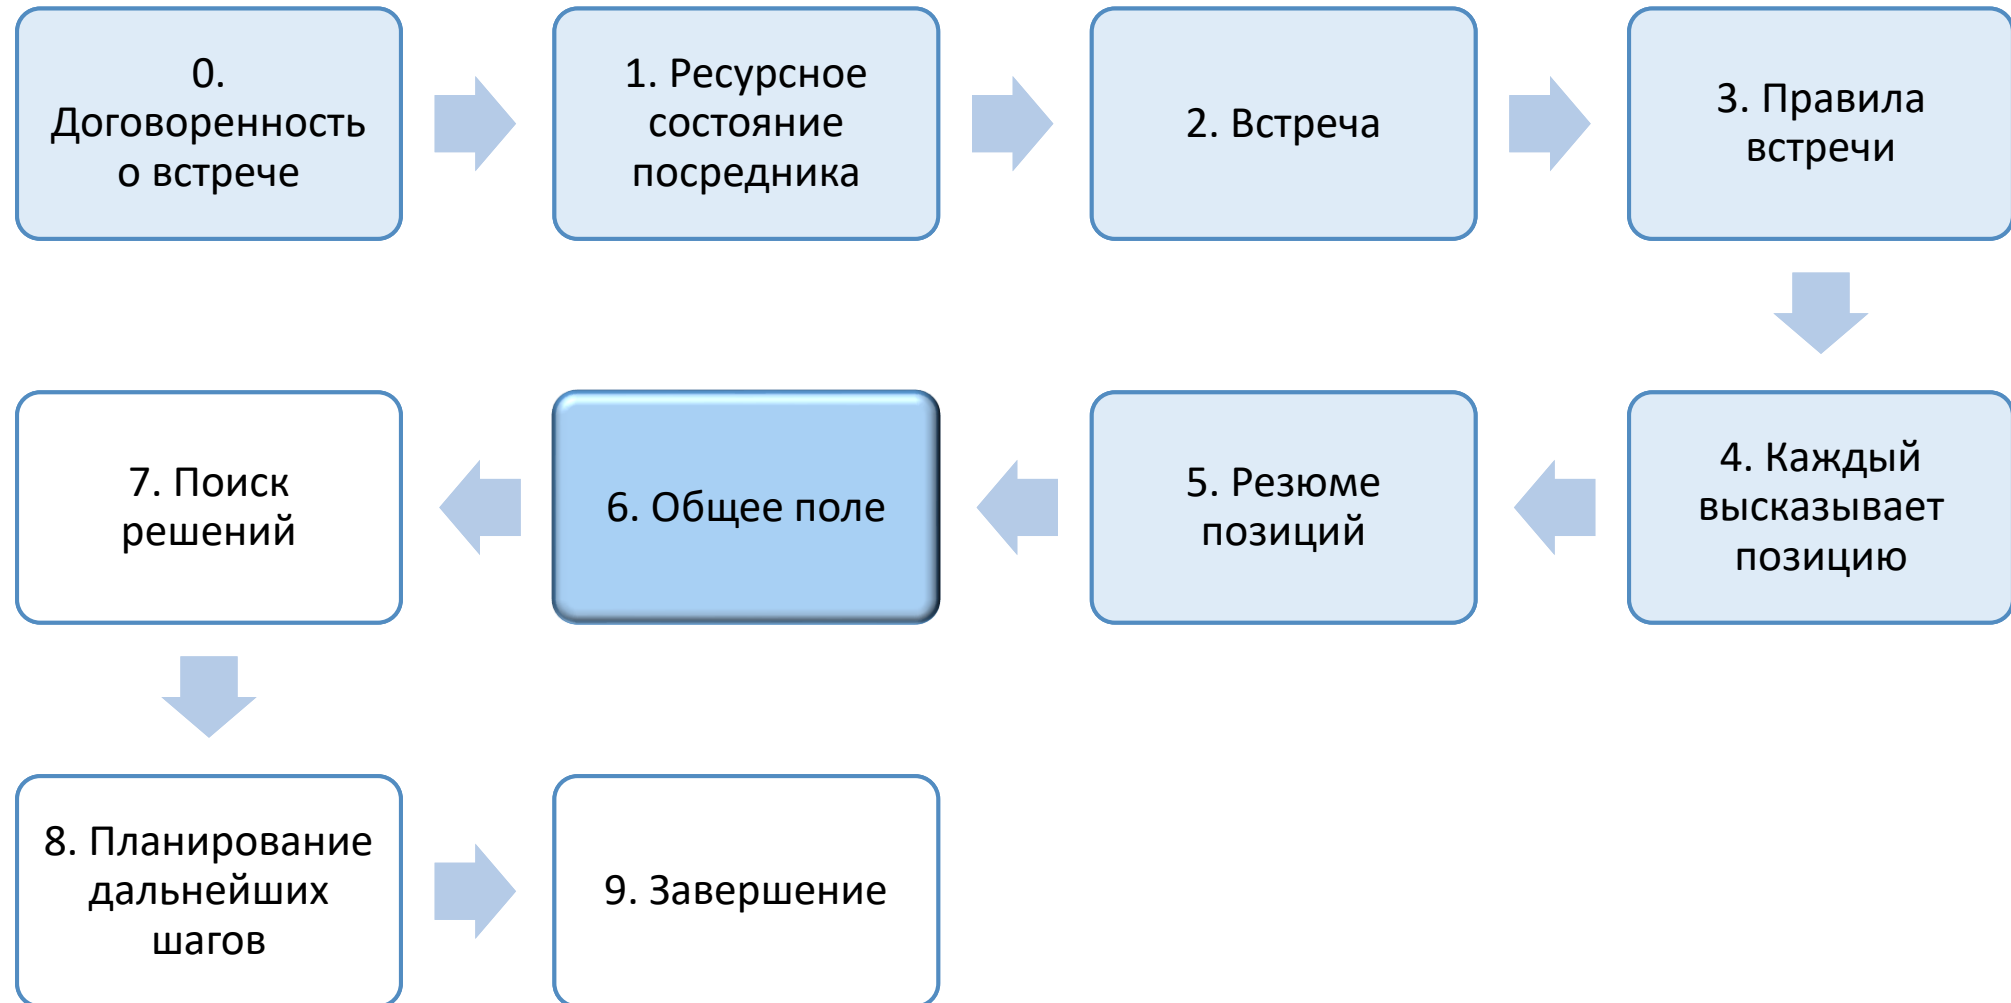 0.
Договоренность
о встрече
1. Ресурсное
состояние
посредника
2. Встреча
3. Правила
встречи
4. Каждый
высказывает
позицию
5. Резюме
позиций
6. Общее поле
7. Поиск
решений
8. Планирование
дальнейших
шагов
9. Завершение